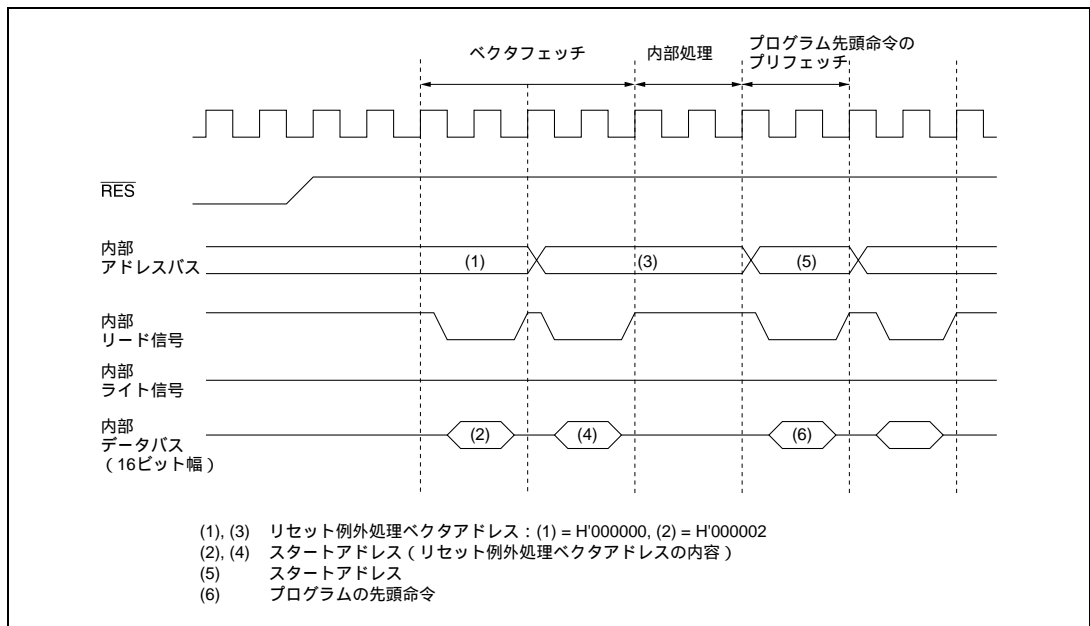 ベクタフェッチ
内部処理
プログラム先頭命令の
プリフェッチ
RES
内部
アドレスバス
(1)
(3)
(5)
内部
リード信号
内部
ライト信号
内部
データバス
（16ビット幅）
(2)
(4)
(6)
(1), (3) リセット例外処理ベクタアドレス：(1) = H'000000, (2) = H'000002
(2), (4) スタートアドレス（リセット例外処理ベクタアドレスの内容）
(5) スタートアドレス
(6) プログラムの先頭命令